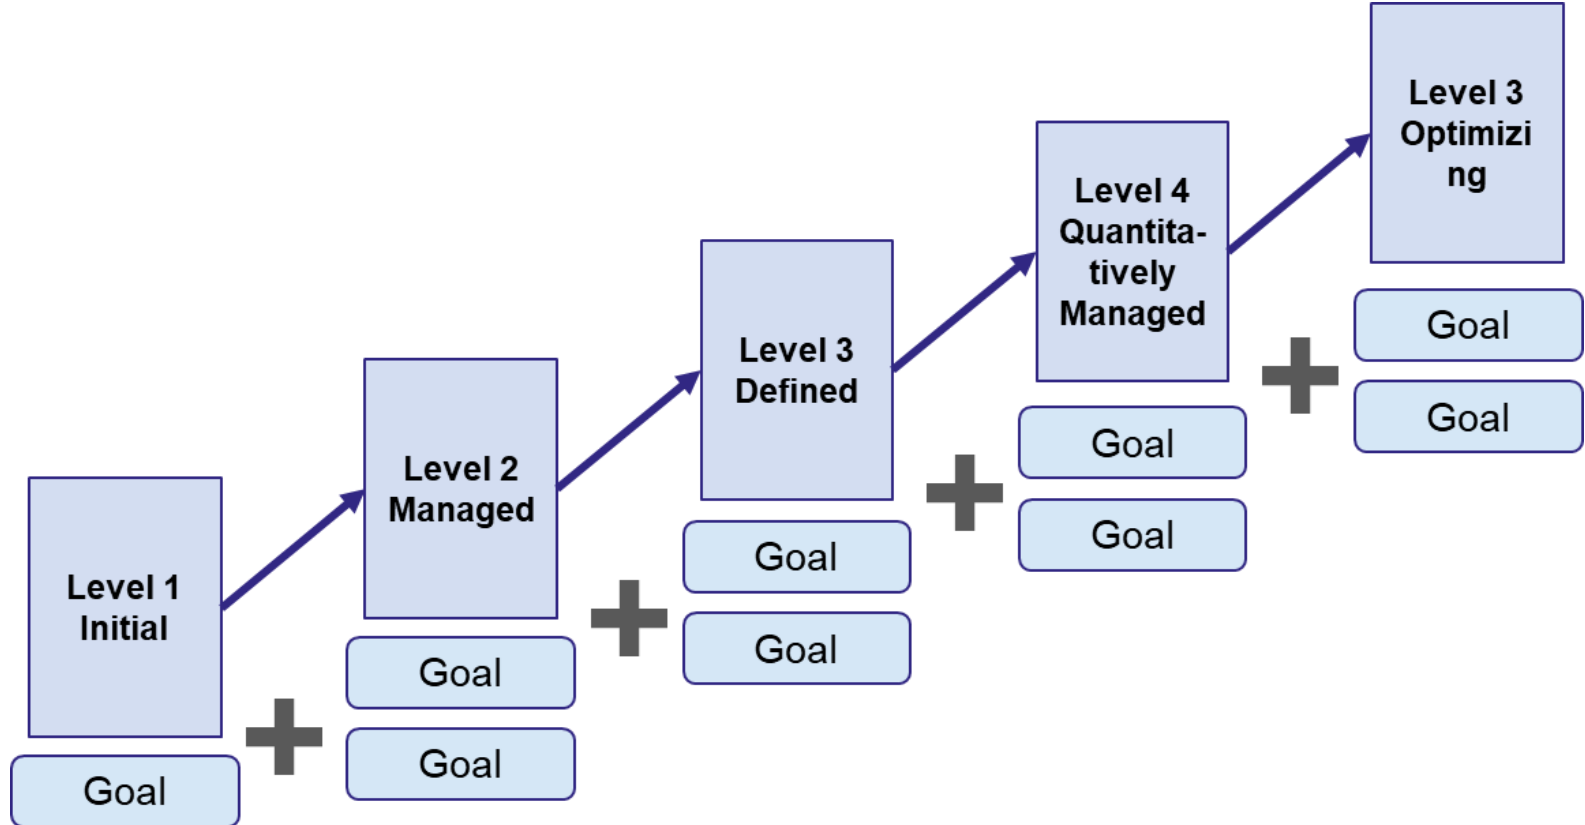 Level 1
Initial
Goal
Level 2
Managed
Goal
Goal
Level 3
Defined
Goal
Goal
Level 4
Quantita-
tively
Managed
Goal
Goal
Level 3
Optimizi
ng
Goal
Goal